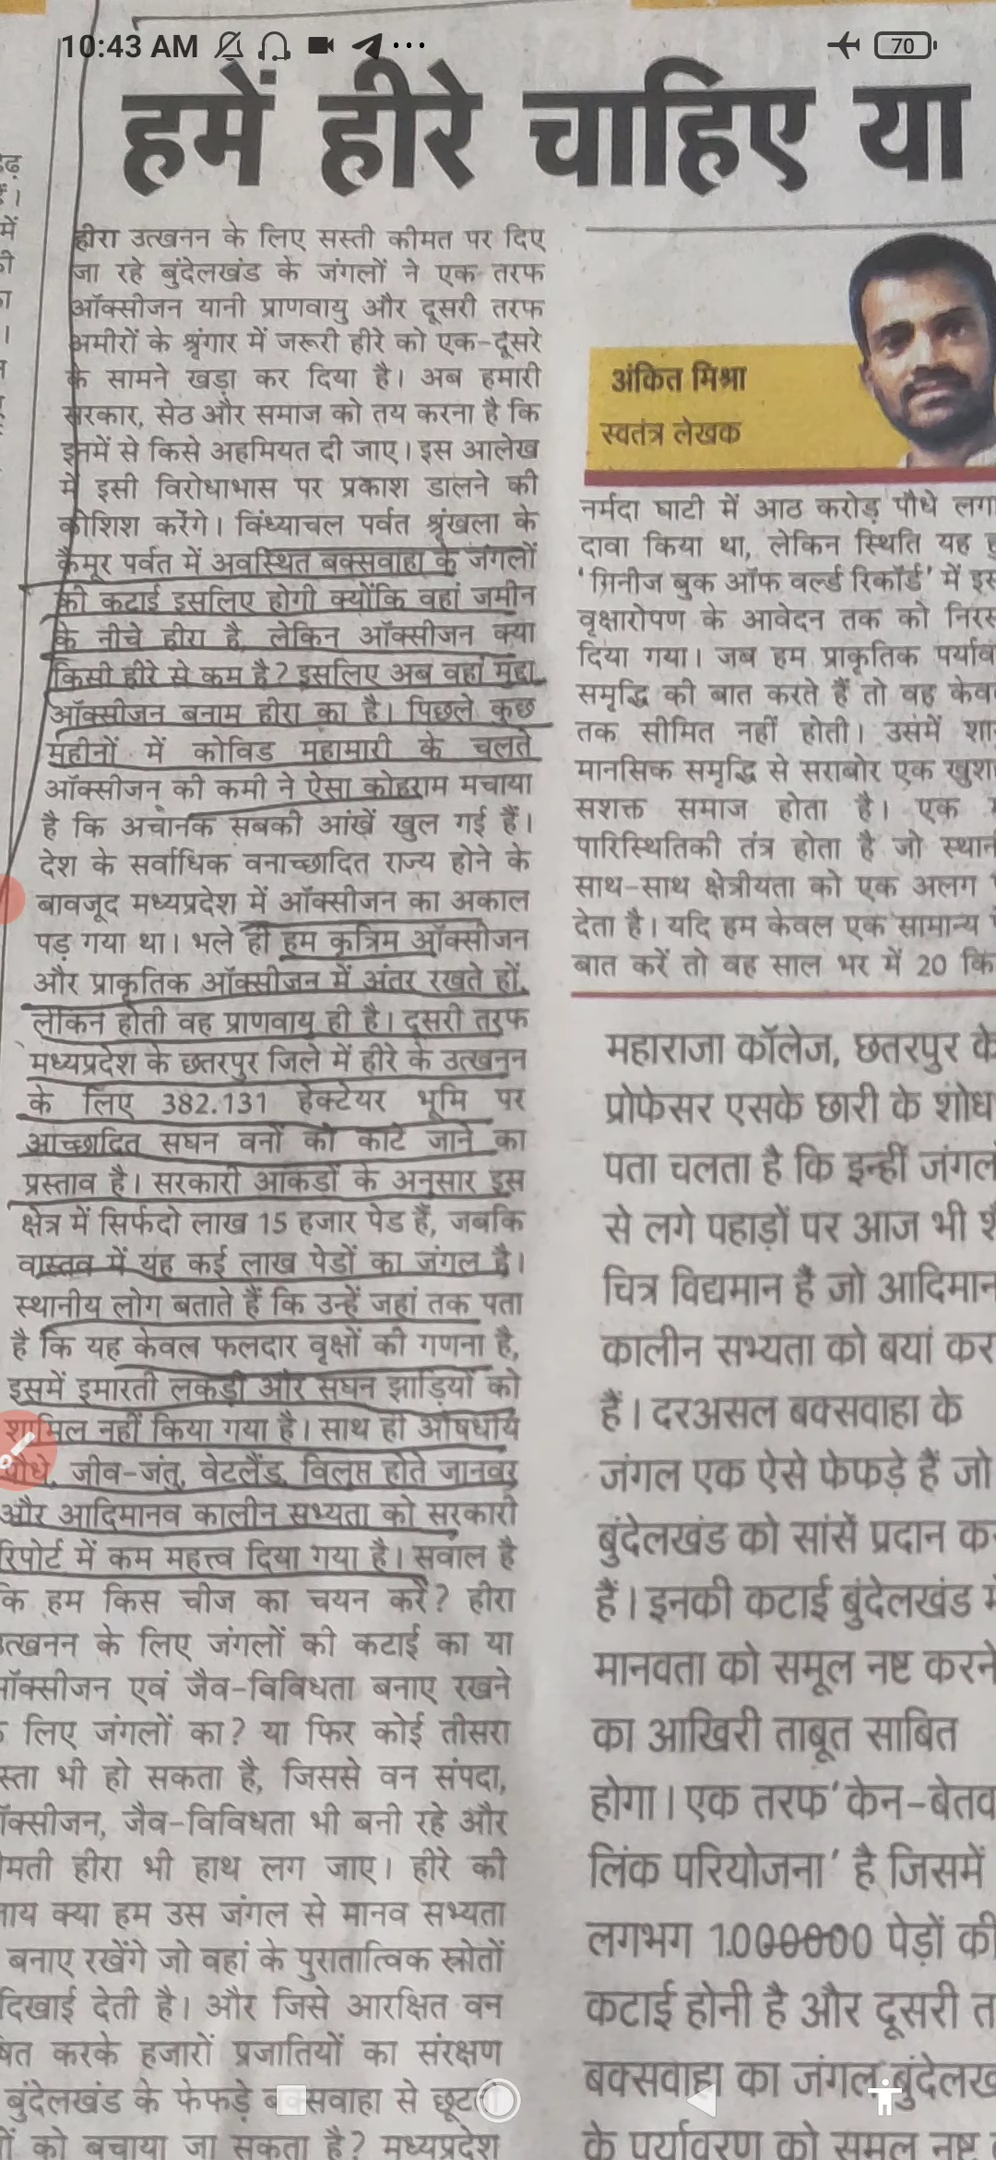 10:43 AM
70
हमें हीरे चाहिए या
हीरा उत्खनन के लिए सस्ती कीमत पर दिए
जा रहे बुंदेलखंड के जंगलों ने एक तरफ
ऑक्सीजन यानी प्राणवायु और दूसरी तरफ
अमीरों के श्रृंगार में जरूरी हीरे को एक-दूसरे
के सामने खड़ा कर दिया है। अब हमारी
सरकार, सेठ और समाज को तय करना है कि
इनमें से किसे अहमियत दी जाए। इस आलेख
में इसी विरोधाभास पर प्रकाश डालने की
कोशिश करेंगे। विंध्याचल पर्वत श्रृंखला के
कैमूर पर्वत में अवस्थित बक्सवाहा के जंगलों
की कटाई इसलिए होगी क्योंकि वहां जमीन
के नीचे हीरा है, लेकिन ऑक्सीजन क्या
किसी हीरे से कम है? इसलिए अब वहां मुद्दा
ऑक्सीजन बनाम हीरा का है। पिछले कुछ
महीनों में कोविड महामारी के चलते
ऑक्सीजन की कमी ने ऐसा कोहराम मचाया
है कि अचानक सबकी आंखें खुल गई हैं।
देश के सर्वाधिक वनाच्छादित राज्य होने के
बावजूद मध्यप्रदेश में ऑक्सीजन का अकाल
पड़ गया था। भले ही हम कृत्रिम ऑक्सीजन
और प्राकृतिक ऑक्सीजन में अंतर रखते हों,
लेकिन होती वह प्राणवायु ही है। दूसरी तरफ
मध्यप्रदेश के छतरपुर जिले में हीरे के उत्खनन
के लिए 382.131 हेक्टेयर भूमि पर
आच्छादित सघन वनों को काटे जाने का
प्रस्ताव है। सरकारी आंकड़ों के अनुसार इस
क्षेत्र में सिर्फदो लाख 15 हजार पेड हैं, जबकि
वास्तव में यह कई लाख पेड़ों का जंगल है।
स्थानीय लोग बताते हैं कि उन्हें जहां तक पता
है कि यह केवल फलदार वृक्षों की गणना है,
इसमें इमारती लकड़ी और सघन झाड़ियों को
शामिल नहीं किया गया है। साथ ही औषधीय
पौधे, जीव-जंतु, वेटलैंड, विलुप्त होते जानवर
और आदिमानव कालीन सभ्यता को सरकारी
रिपोर्ट में कम महत्त्व दिया गया है। सवाल है
कि हम किस चीज का चयन करें? हीरा
उत्खनन के लिए जंगलों की कटाई का या
ऑक्सीजन एवं जैव-विविधता बनाए रखने
लिए जंगलों का? या फिर कोई तीसरा
स्ता भी हो सकता है, जिससे वन संपदा,
ऑक्सीजन, जैव-विविधता भी बनी रहे और
मती हीरा भी हाथ लग जाए। हीरे की
क्या हम उस जंगल से मानव सभ्यता
बनाए रखेंगे जो वहां के पुरातात्विक स्रोतों
दिखाई देती है। और जिसे आरक्षित वन
करके हजारों प्रजातियों का संरक्षण
बुंदेलखंड के फेफड़े बक्सवाहा से छूटती
को बचाया जा सकता है? मध्यप्रदेश
अंकित मिश्रा
स्वतंत्र लेखक
नर्मदा घाटी में आठ करोड़ पौधे लगा
दावा किया था, लेकिन स्थिति यह
'गिनीज बुक ऑफ वर्ल्ड रिकॉर्ड' में इस
वृक्षारोपण के आवेदन तक को निरस
दिया गया। जब हम प्राकृतिक पर्याव
समृद्धि की बात करते हैं तो वह केव
तक सीमित नहीं होती। उसमें शा
मानसिक समृद्धि से सराबोर एक खुश
सशक्त समाज होता है। एक
पारिस्थितिकी तंत्र होता है जो स्थान
साथ-साथ क्षेत्रीयता को एक अलग
देता है। यदि हम केवल एक सामान्य
बात करें तो वह साल भर में 20 कि
महाराजा कॉलेज, छतरपुर के
प्रोफेसर एसके छारी के शोध
पता चलता है कि इन्हीं जंगल
से लगे पहाड़ों पर आज भी शै
चित्र विद्यमान हैं जो आदिमान
कालीन सभ्यता को बयां कर
हैं। दरअसल बक्सवाहा के
जंगल एक ऐसे फेफड़े हैं जो
बुंदेलखंड को सांसें प्रदान क
हैं। इनकी कटाई बुंदेलखंड में
मानवता को समूल नष्ट करने
का आखिरी ताबूत साबित
होगा। एक तरफ 'केन-बेतव
लिंक परियोजना' है जिसमें
लगभग पेड़ों की
कटाई होनी है और दूसरी त
बक्सवाहा का जंगल बुंदेलख
के पर्यावरण को समूल नष्ट